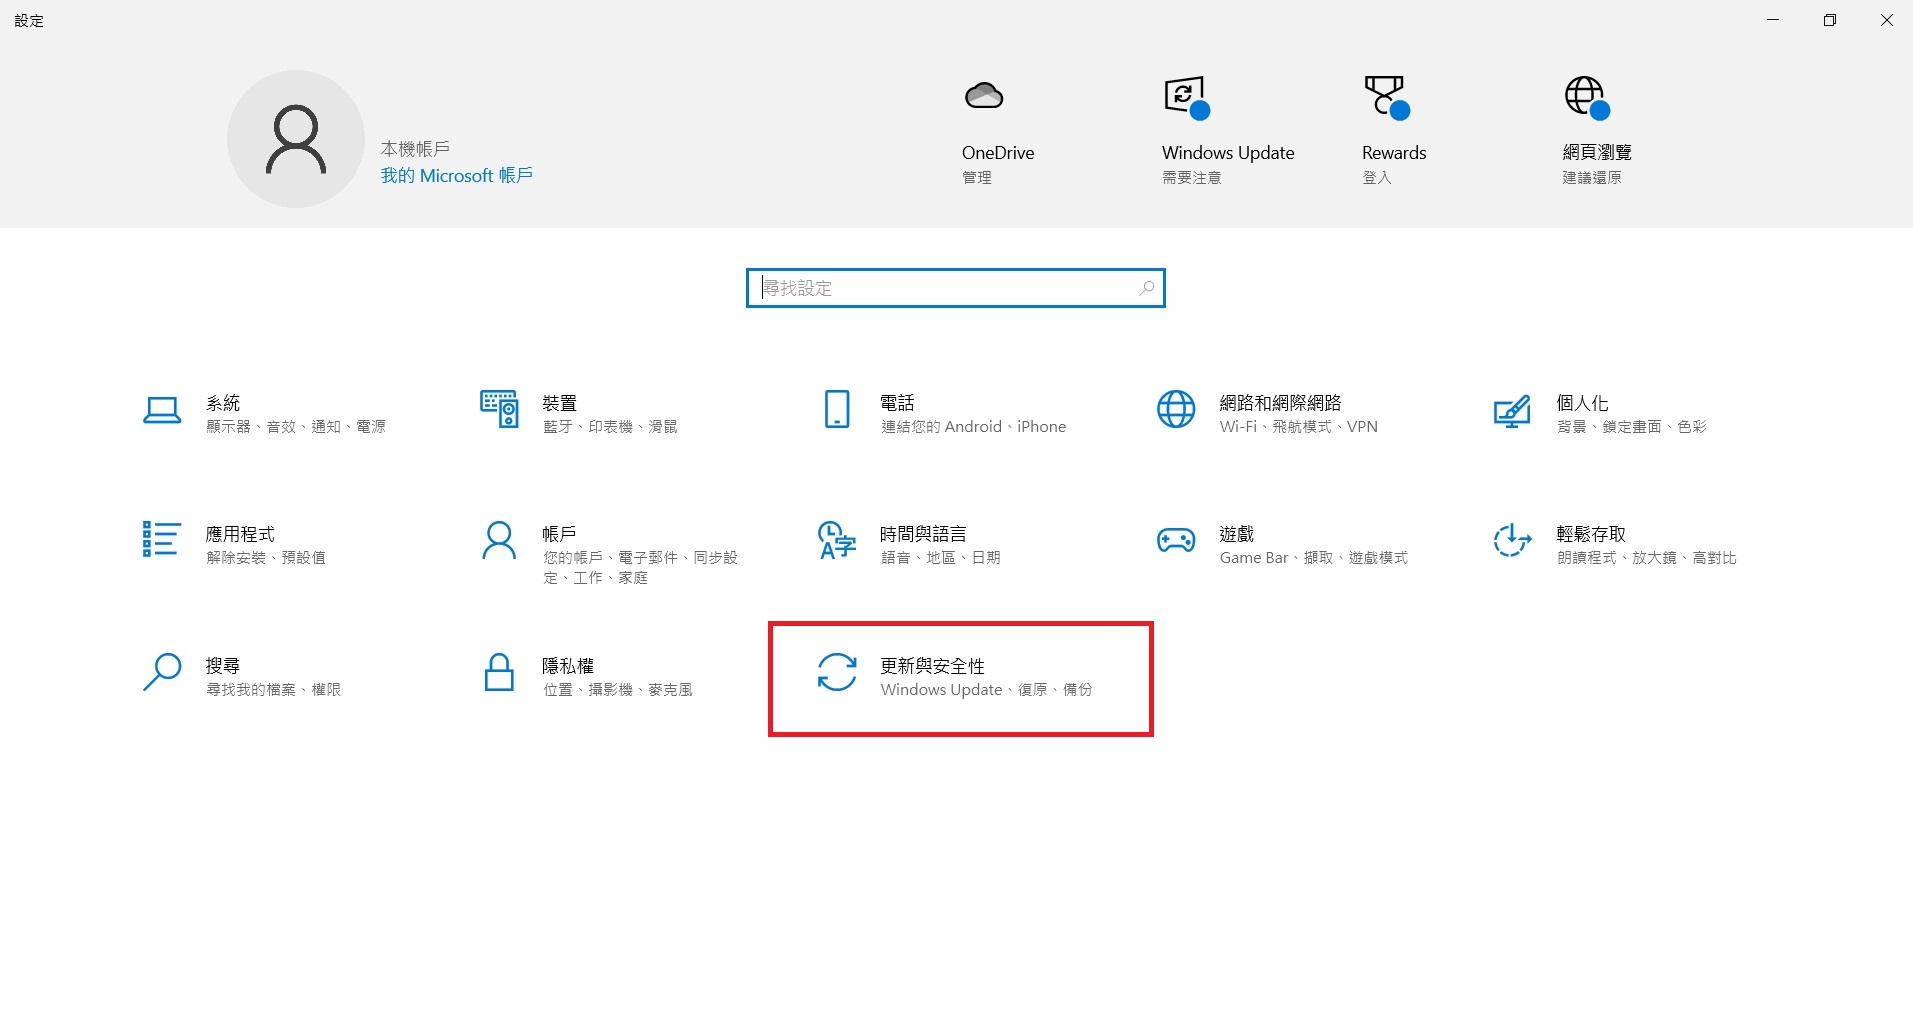 設定
本機帳戶
我的 Microsoft 帳戶
OneDrive
管理
Windows Update
需要注意
Rewards
登入
網頁瀏覽
建議還原
尋找設定
系統
顯示器、音效、通知、電源
裝置
藍牙、印表機、滑鼠
電話
連結您的 Android、iPhone
網路和網際網路
Wi-Fi、飛航模式、VPN
個人化
背景、鎖定畫面、色彩
應用程式
解除安裝、預設值
帳戶
您的帳戶、電子郵件、同步設
定、工作、家庭
時間與語言
語音、地區、日期
遊戲
Game Bar、擷取、遊戲模式
輕鬆存取
朗讀程式、放大鏡、高對比
搜尋
尋找我的檔案、權限
隱私權
位置、攝影機、麥克風
更新與安全性
Windows Update、復原、備份